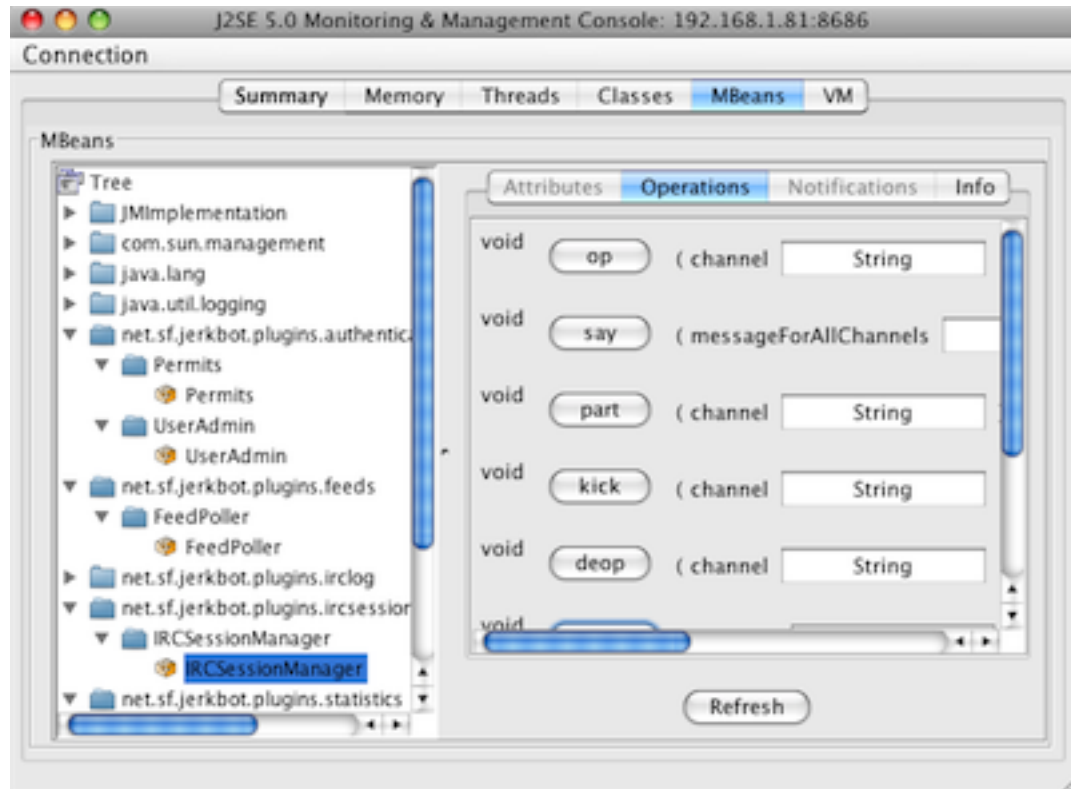 J2SE 5.0 Monitoring & Management Console: 192.168.1.81:8686
Connection
Summary Memory Threads Classes MBeans VM
MBeans
Tree
JMImplementation
com.sun.management
java.lang
java.util.logging
net.sf.jerkbot.plugins.authentic
Permits
Permits
UserAdmin
UserAdmin
net.sf.jerkbot.plugins.feeds
FeedPoller
FeedPoller
net.sf.jerkbot.plugins.irclog
net.sf.jerkbot.plugins.ircsession
IRCSessionManager
IRCSessionManager
net.sf.jerkbot.plugins.statistics
Attributes Operations Notifications Info
void op ( channel String
void say ( messageForAllChannels
void part ( channel String
void kick ( channel String
void deop ( channel String
void
Refresh